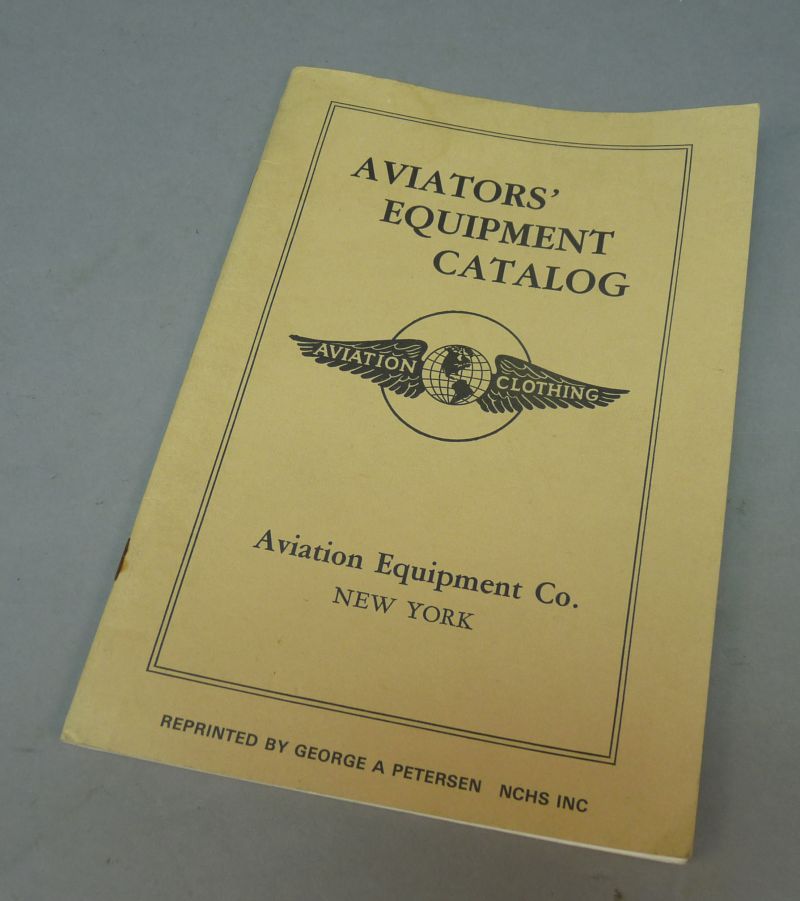 AVIATORS'
EQUIPMENT
CATALOG
AVIATION CLOTHING
Aviation Equipment Co.
NEW YORK
REPRINTED BY GEORGE A PETERSEN NCHS INC